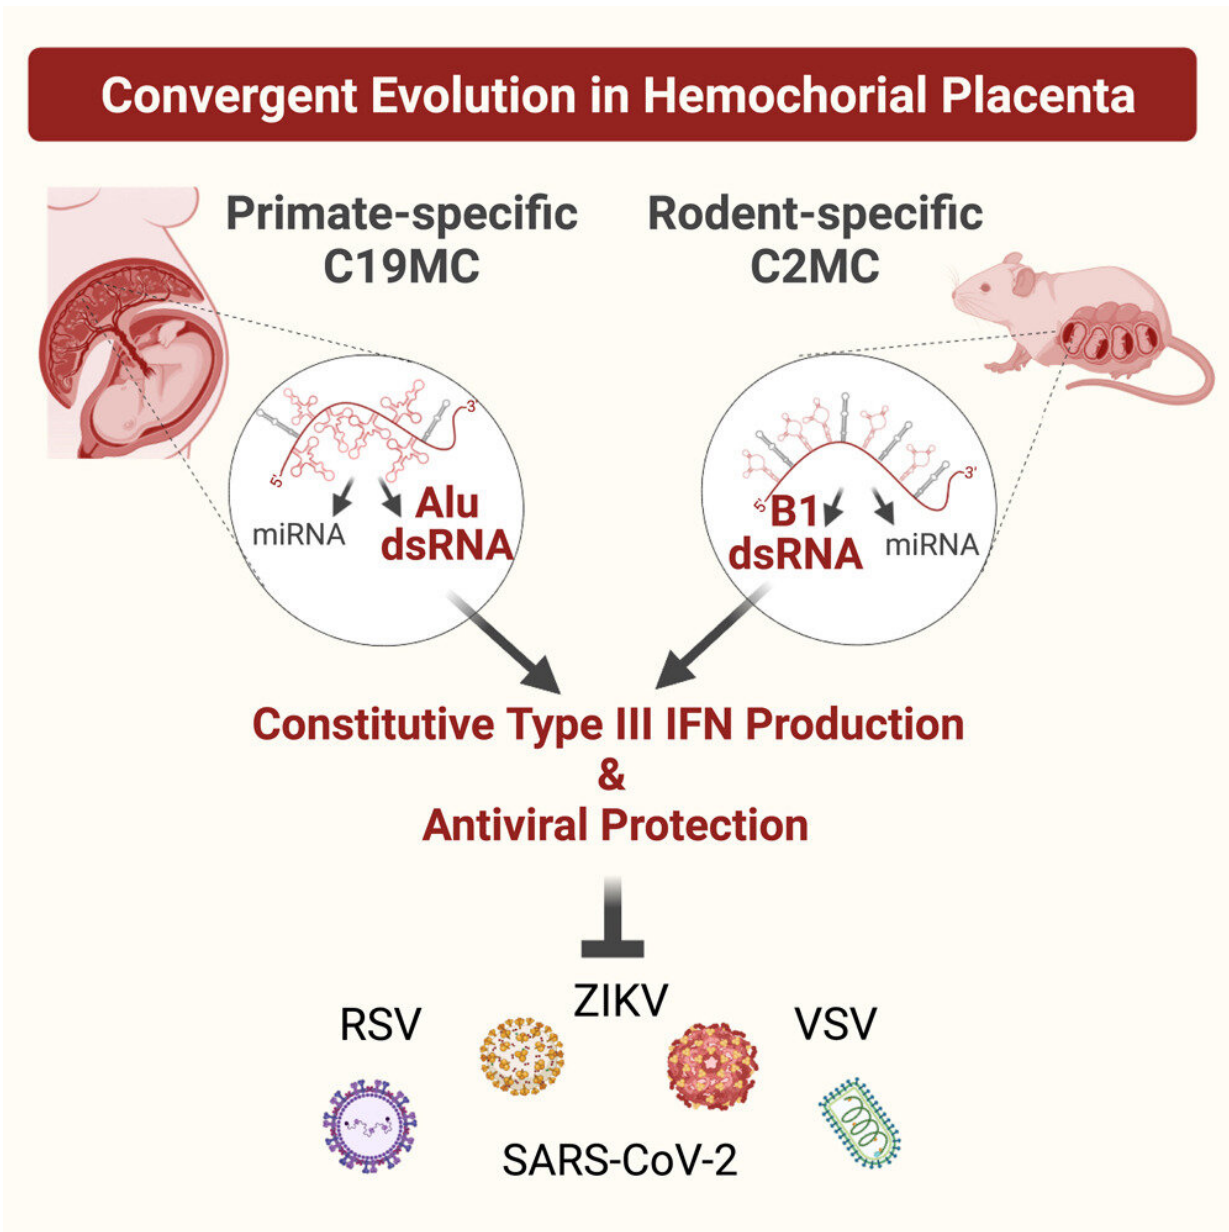 Convergent Evolution in Hemochorial Placenta
Primate-specific
C19MC
Rodent-specific
C2MC
5'
3'
miRNA
Alu
dsRNA
5'
3'
B1
dsRNA
miRNA
Constitutive Type III IFN Production
&
Antiviral Protection
RSV
ZIKV
VSV
SARS-CoV-2